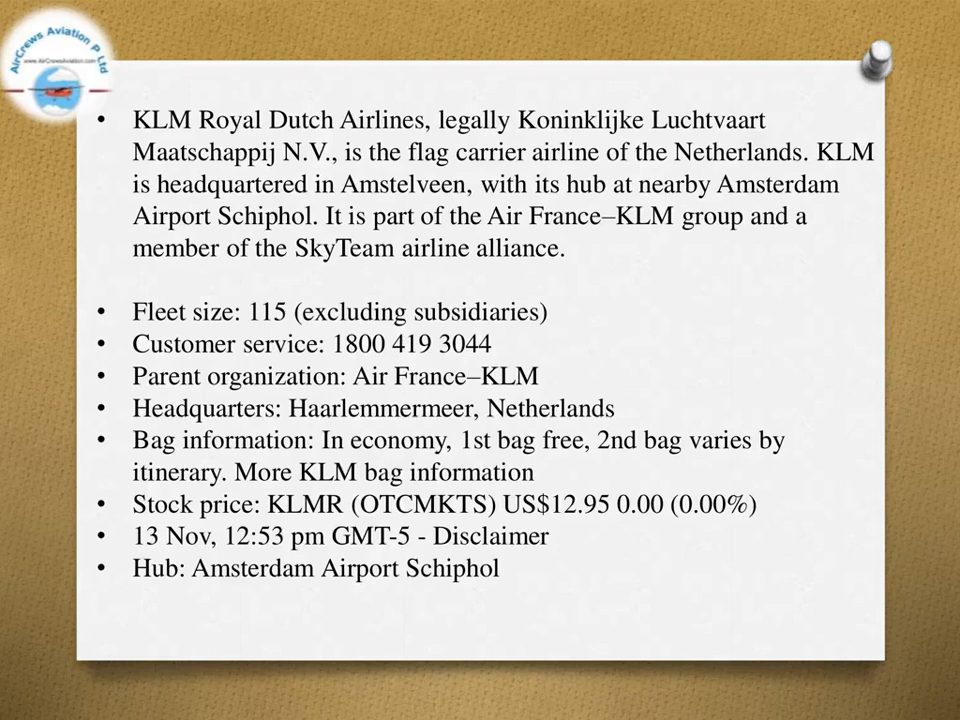 AirCrews Aviation P Ltd
www.AirCrewsAviation.com
• KLM Royal Dutch Airlines, legally Koninklijke Luchtvaart
Maatschappij N.V., is the flag carrier airline of the Netherlands. KLM
is headquartered in Amstelveen, with its hub at nearby Amsterdam
Airport Schiphol. It is part of the Air France–KLM group and a
member of the SkyTeam airline alliance.
• Fleet size: 115 (excluding subsidiaries)
• Customer service: 1800 419 3044
• Parent organization: Air France–KLM
• Headquarters: Haarlemmermeer, Netherlands
• Bag information: In economy, 1st bag free, 2nd bag varies by
itinerary. More KLM bag information
• Stock price: KLMR (OTCMKTS) US$12.95 0.00 (0.00%)
• 13 Nov, 12:53 pm GMT-5 - Disclaimer
• Hub: Amsterdam Airport Schiphol